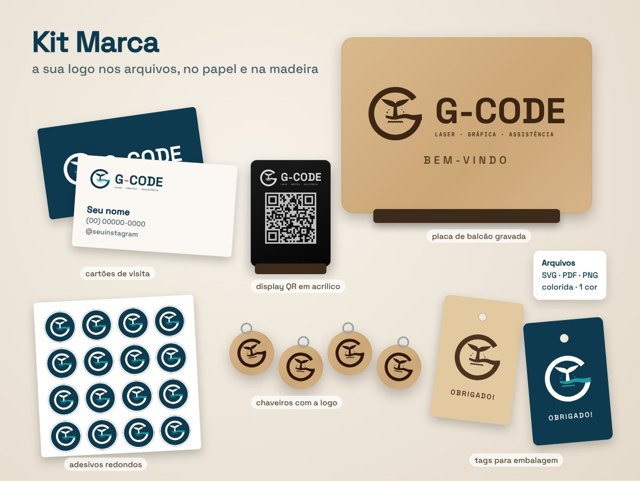 Kit Marca
a sua logo nos arquivos, no papel e na madeira
G-CODE
LASER · GRÁFICA · ASSISTÊNCIA
BEM-VINDO
placa de balcão gravada
G-CODE
G-CODE
Seu nome
(00) 00000-0000
@seuinstagram
cartões de visita
G-CODE
display QR em acrílico
Arquivos
SVG · PDF · PNG
colorida · 1 cor
adesivos redondos
chaveiros com a logo
OBRIGADO!
OBRIGADO!
tags para embalagem